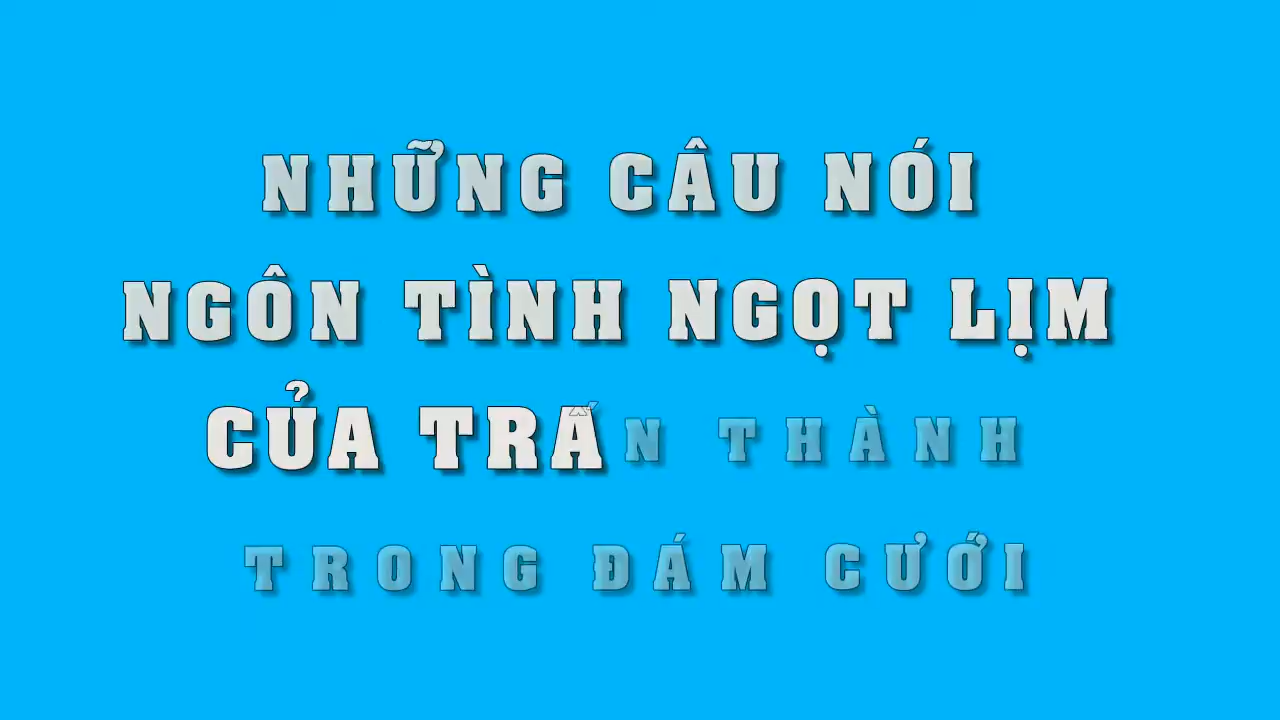 NHỮNG CÂU NÓI
NGÔN TÌNH NGỌT LỊM
CỦA TRẤN THÀNH
TRONG ĐÁM CƯỚI